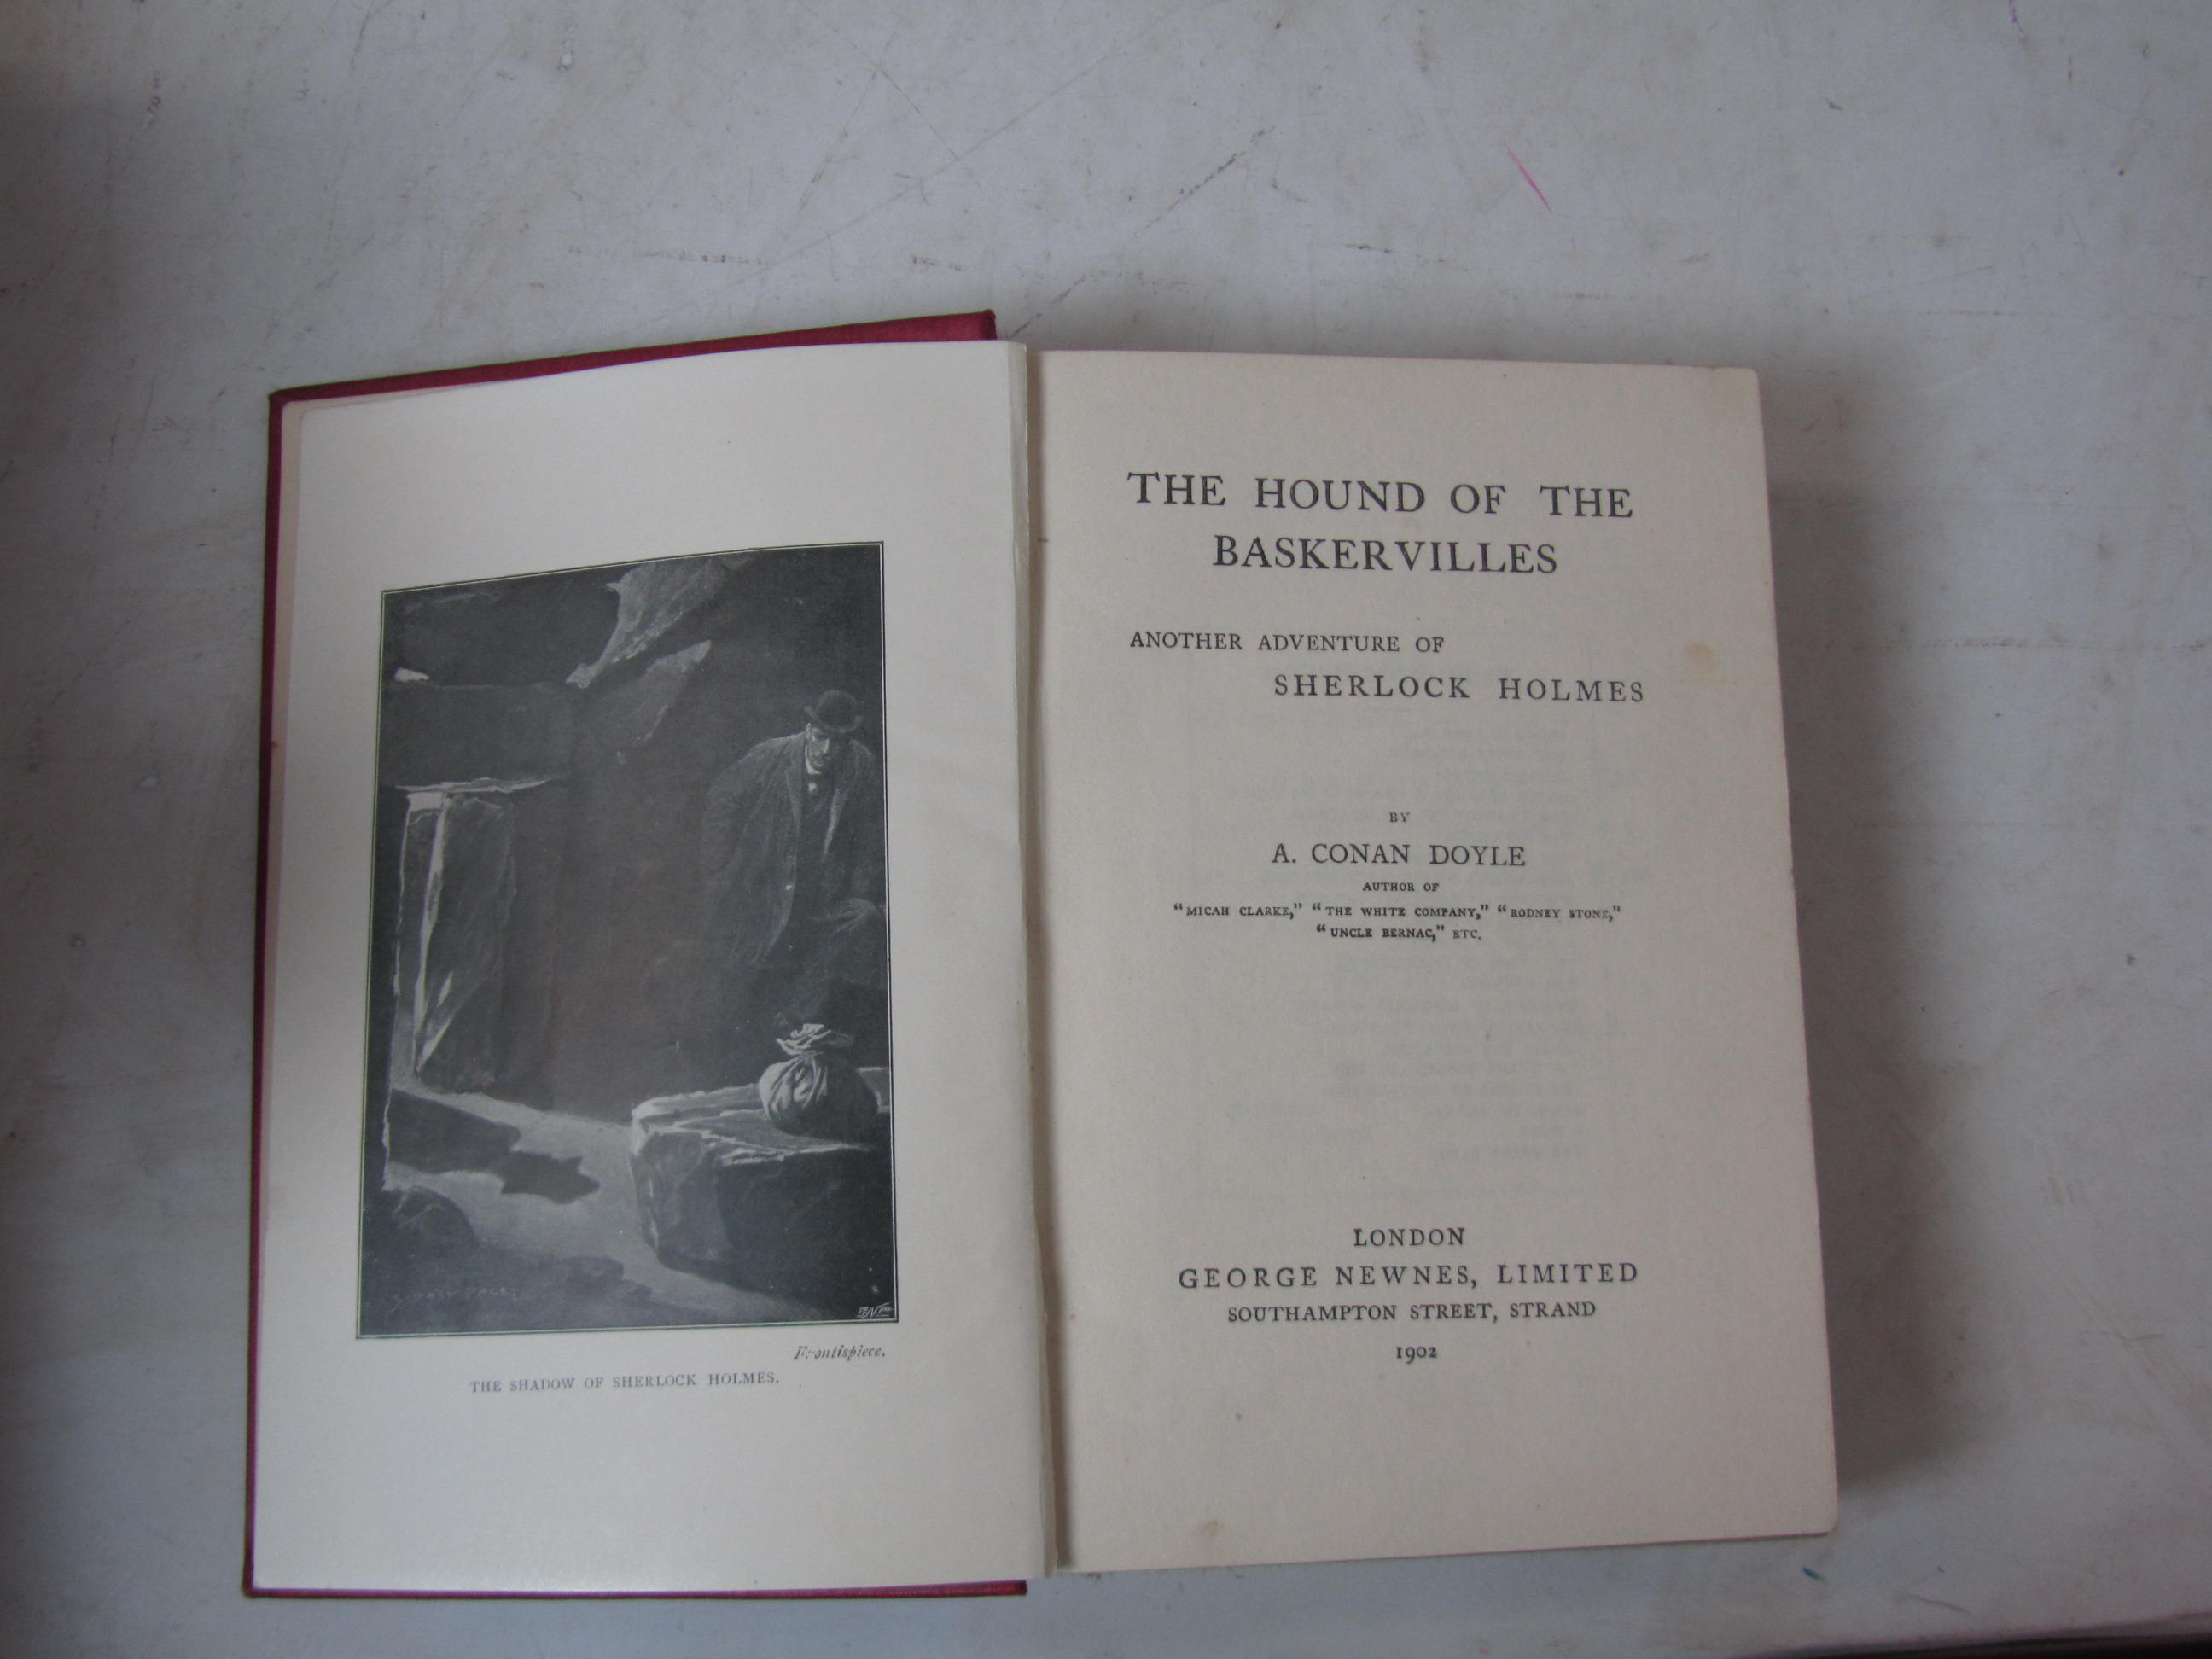 SIDNEY PAGET
Frontispiece.
THE SHADOW OF SHERLOCK HOLMES.
THE HOUND OF THE
BASKERVILLES
ANOTHER ADVENTURE OF
SHERLOCK HOLMES
BY
A. CONAN DOYLE
AUTHOR OF
“MICAH CLARKE,” “THE WHITE COMPANY,” “RODNEY STONE,”
“UNCLE BERNAC,” ETC.
LONDON
GEORGE NEWNES, LIMITED
SOUTHAMPTON STREET, STRAND
1902